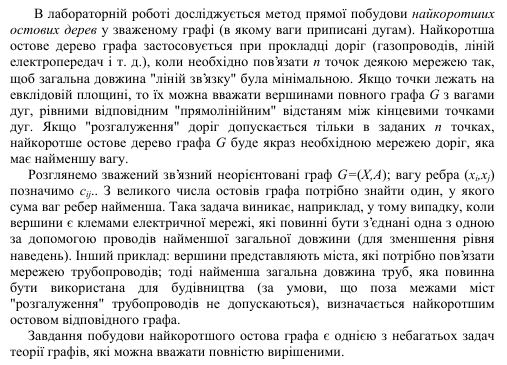 В лабораторній роботі досліджується метод прямої побудови найкоротших
остових дерев у зваженому графі (в якому ваги приписані дугам). Найкоротша
остове дерево графа застосовується при прокладці доріг (газопроводів, ліній
електропередач і т. д.), коли необхідно пов'язати n точок деякою мережею так,
щоб загальна довжина "ліній зв'язку" була мінімальною. Якщо точки лежать на
евклідовій площині, то їх можна вважати вершинами повного графа G з вагами
дуг, рівними відповідним "прямолінійним" відстаням між кінцевими точками
дуг. Якщо "розгалуження" доріг допускається тільки в заданих n точках,
найкоротше остове дерево графа G буде якраз необхідною мережею доріг, яка
має найменшу вагу.
Розглянемо зважений зв'язний неорієнтовані граф G=(X,A); вагу ребра (xi,xj)
позначимо cij.. З великого числа остовів графа потрібно знайти один, у якого
сума ваг ребер найменша. Така задача виникає, наприклад, у тому випадку, коли
вершини є клемами електричної мережі, які повинні бути з'єднані одна з одною
за допомогою проводів найменшої загальної довжини (для зменшення рівня
наведень). Інший приклад: вершини представляють міста, які потрібно пов'язати
мережею трубопроводів; тоді найменша загальна довжина труб, яка повинна
бути використана для будівництва (за умови, що поза межами міст
"розгалуження" трубопроводів не допускаються), визначається найкоротшим
остовом відповідного графа.
Завдання побудови найкоротшого остова графа є однією з небагатьох задач
теорії графів, які можна вважати повністю вирішеними.